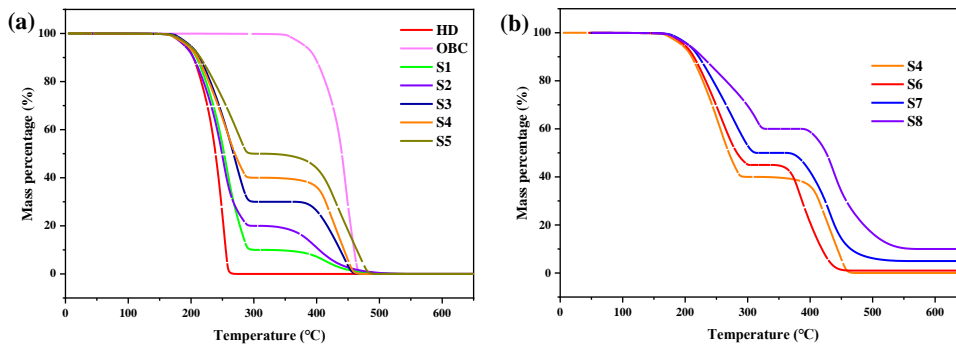 (a)
100
80
60
40
20
0
Mass percentage (%)
0
100
200
300
400
500
600
Temperature (°C)
HD
OBC
S1
S2
S3
S4
S5
(b)
100
80
60
40
20
0
Mass percentage (%)
0
100
200
300
400
500
600
Temperature (°C)
S4
S6
S7
S8